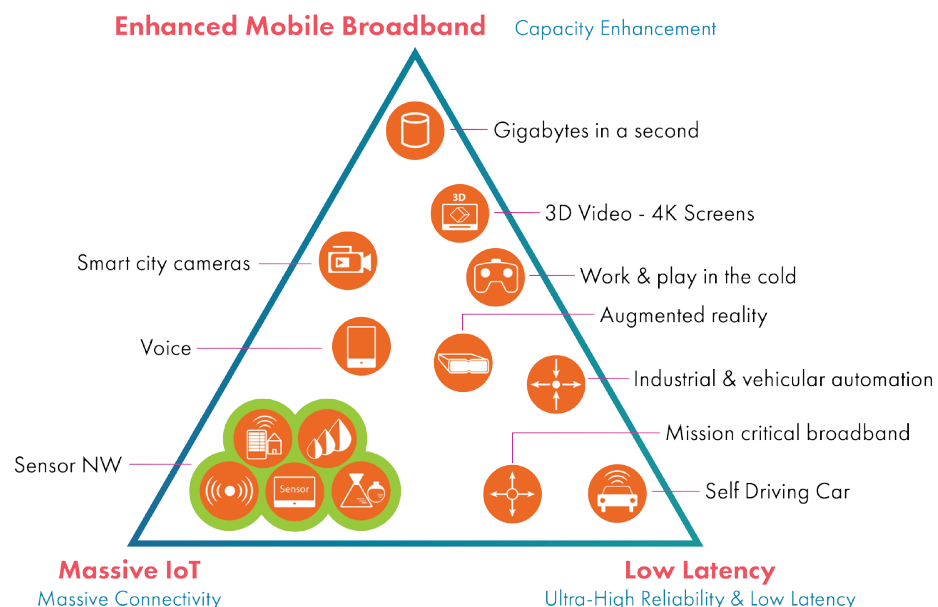 Enhanced Mobile Broadband
Capacity Enhancement
Gigabytes in a second
3D
3D Video - 4K Screens
Smart city cameras
Work & play in the cold
Augmented reality
Voice
Industrial & vehicular automation
Mission critical broadband
Sensor NW
Sensor
Self Driving Car
Massive IoT
Massive Connectivity
Low Latency
Ultra-High Reliability & Low Latency